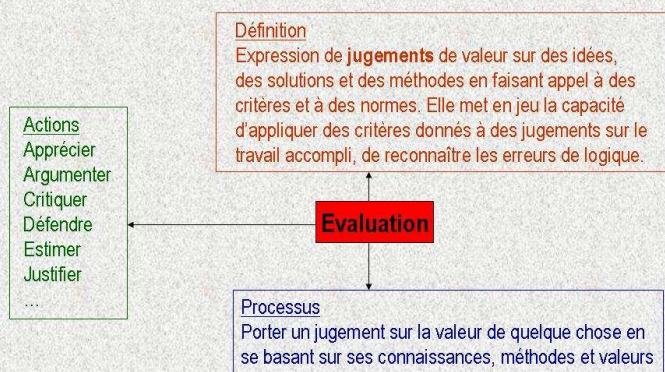 Définition
Expression de jugements de valeur sur des idées,
des solutions et des méthodes en faisant appel à des
critères et à des normes. Elle met en jeu la capacité
d'appliquer des critères donnés à des jugements sur le
travail accompli, de reconnaître les erreurs de logique.
Actions
Apprécier
Argumenter
Critiquer
Défendre
Estimer
Justifier
…
Evaluation
Processus
Porter un jugement sur la valeur de quelque chose en
se basant sur ses connaissances, méthodes et valeurs